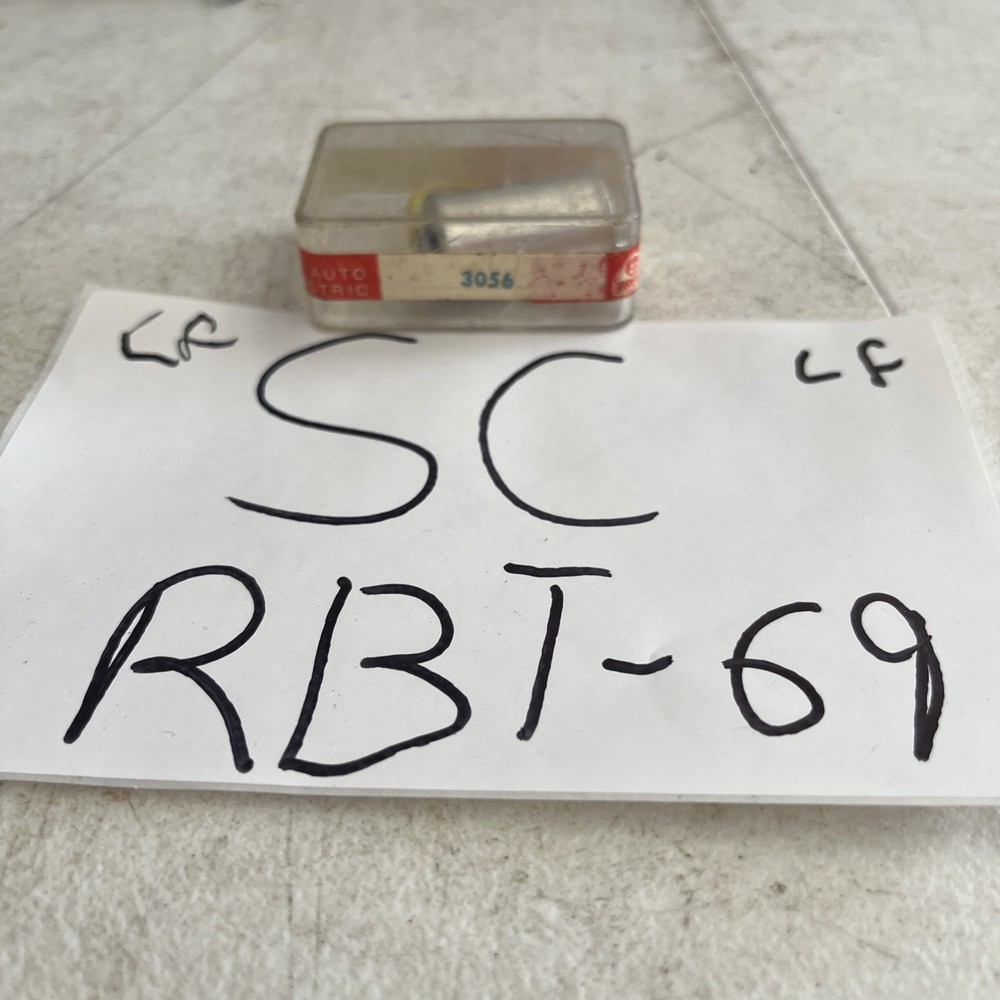 AUTO
TRIC 3056
LF SC LF
RBT-69